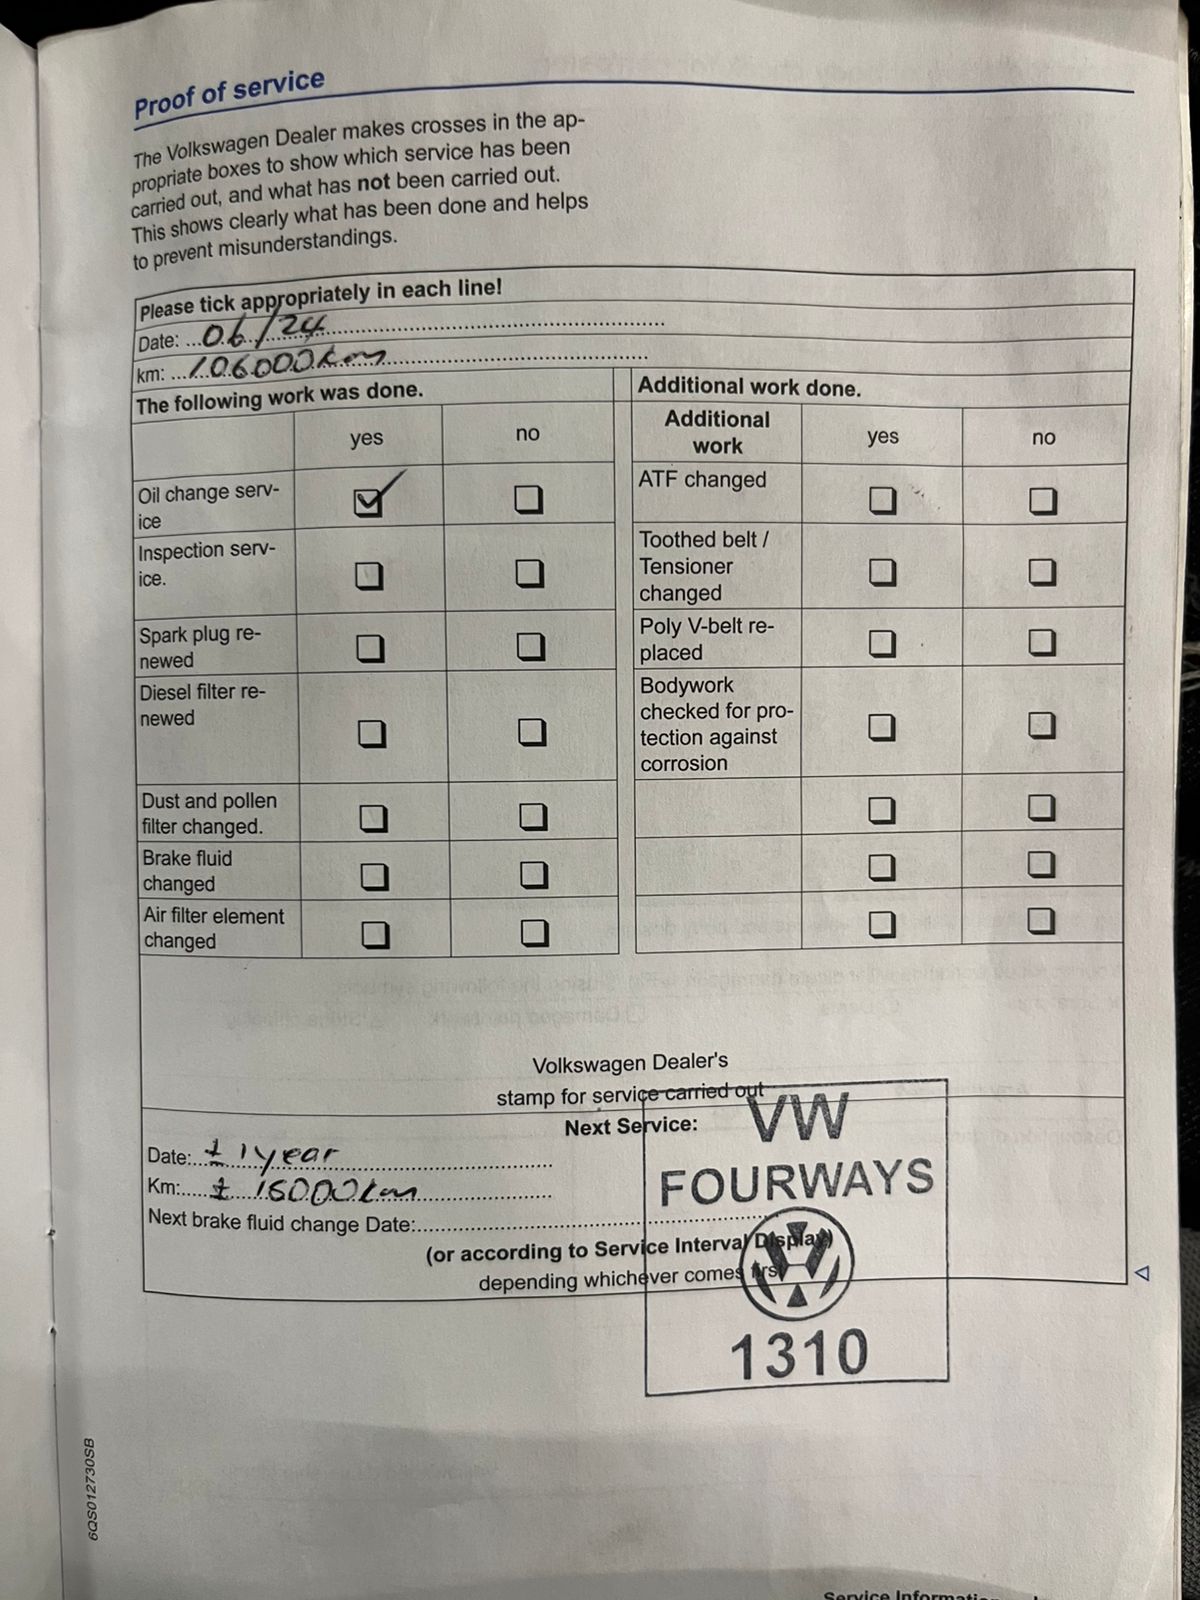 Proof of service
The Volkswagen Dealer makes crosses in the ap-
propriate boxes to show which service has been
carried out, and what has not been carried out.
This shows clearly what has been done and helps
to prevent misunderstandings.
Please tick appropriately in each line!
Date: 06/24
km: 106000km
The following work was done.
Additional work done.
yes no
Additional
work
yes no
Oil change serv-
ice
ATF changed
Inspection serv-
ice.
Toothed belt /
Tensioner
changed
Spark plug re-
newed
Poly V-belt re-
placed
Diesel filter re-
newed
Bodywork
checked for pro-
tection against
corrosion
Dust and pollen
filter changed.
Brake fluid
changed
Air filter element
changed
Volkswagen Dealer's
stamp for service carried out
Next Service:
Date: ± 1 year
Km: ± 15000km
Next brake fluid change Date:
(or according to Service Interval Display)
depending whichever comes first
VW
FOURWAYS
1310
6QS012730SB